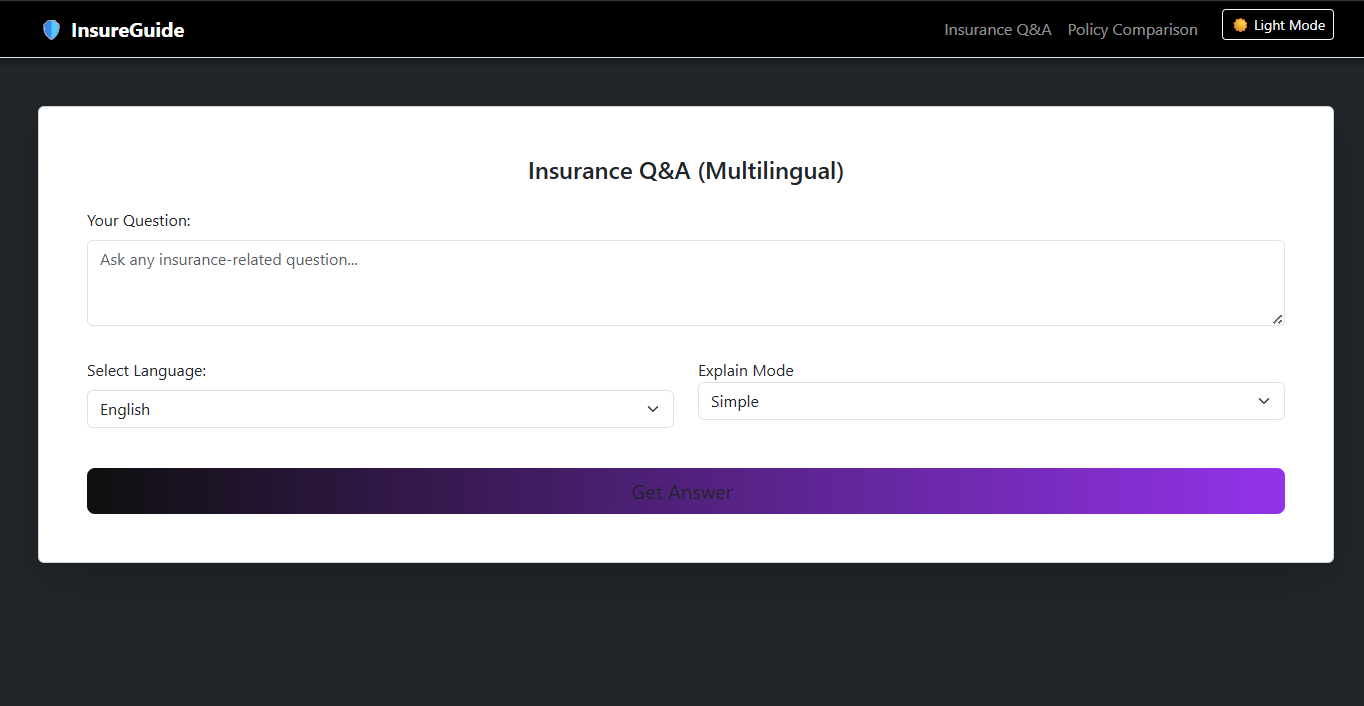 InsureGuide
Insurance Q&A Policy Comparison Light Mode
Insurance Q&A (Multilingual)
Your Question:
Ask any insurance-related question...
Select Language: Explain Mode
English Simple
Get Answer